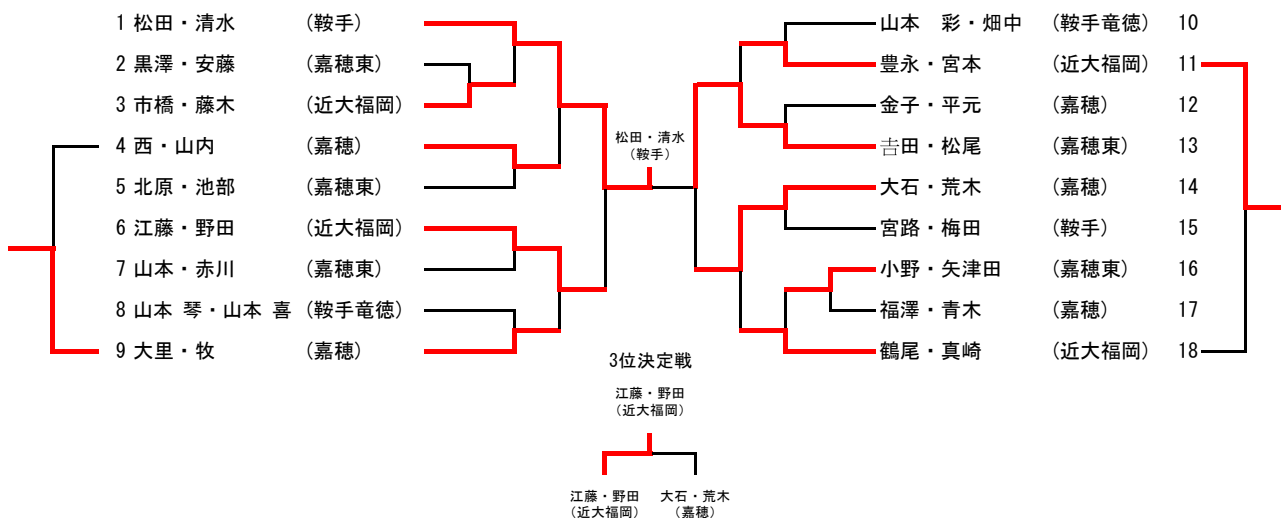 1 松田・清水 (鞍手)
2 黒澤・安藤 (嘉穂東)
3 市橋・藤木 (近大福岡)
4 西・山内 (嘉穂)
5 北原・池部 (嘉穂東)
6 江藤・野田 (近大福岡)
7 山本・赤川 (嘉穂東)
8 山本 琴・山本 喜 (鞍手竜徳)
9 大里・牧 (嘉穂)
松田・清水
(鞍手)
山本 彩・畑中 (鞍手竜徳) 10
豊永・宮本 (近大福岡) 11
金子・平元 (嘉穂) 12
𠮷田・松尾 (嘉穂東) 13
大石・荒木 (嘉穂) 14
宮路・梅田 (鞍手) 15
小野・矢津田 (嘉穂東) 16
福澤・青木 (嘉穂) 17
鶴尾・真崎 (近大福岡) 18
3位決定戦
江藤・野田
(近大福岡)
江藤・野田 大石・荒木
(近大福岡) (嘉穂)